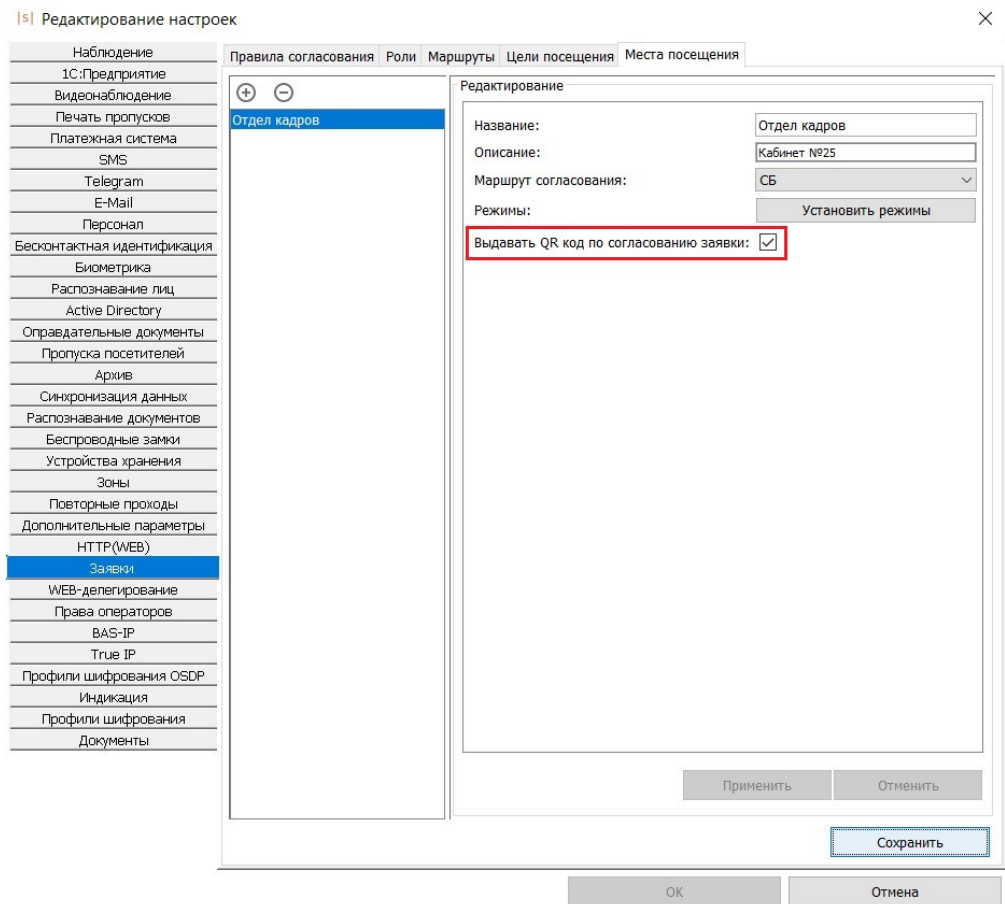 |s| Редактирование настроек
Наблюдение
1С:Предприятие
Видеонаблюдение
Печать пропусков
Платежная система
SMS
Telegram
E-Mail
Персонал
Бесконтактная идентификация
Биометрика
Распознавание лиц
Active Directory
Оправдательные документы
Пропуска посетителей
Архив
Синхронизация данных
Распознавание документов
Беспроводные замки
Устройства хранения
Зоны
Повторные проходы
Дополнительные параметры
HTTP(WEB)
Заявки
WEB-делегирование
Права операторов
BAS-IP
True IP
Профили шифрования OSDP
Индикация
Профили шифрования
Документы
Правила согласования Роли Маршруты Цели посещения Места посещения
Отдел кадров
Редактирование
Название: Отдел кадров
Описание: Кабинет №25
Маршрут согласования: СБ
Режимы: Установить режимы
Выдавать QR код по согласованию заявки:
Применить Отменить
Сохранить
ОК Отмена